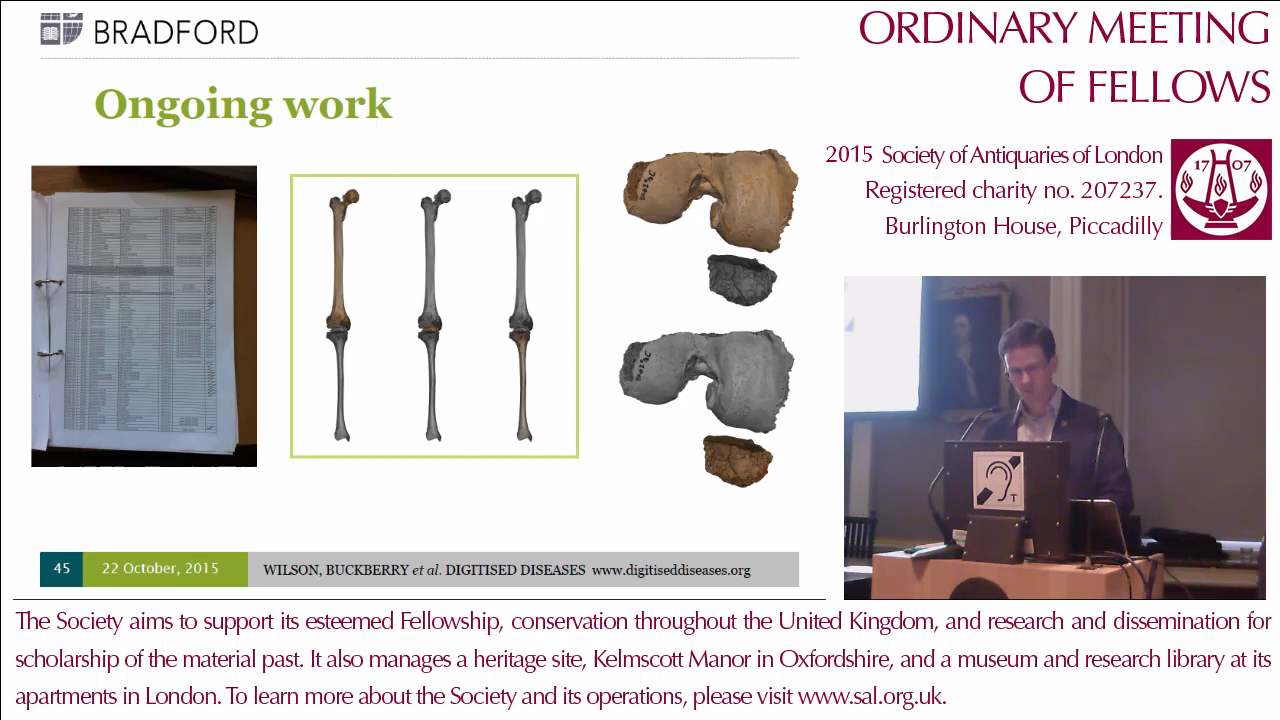 BRADFORD
Ongoing work
45
22 October, 2015
WILSON, BUCKBERRY et al. DIGITISED DISEASES www.digitiseddiseases.org
ORDINARY MEETING
OF FELLOWS
2015 Society of Antiquaries of London
Registered charity no. 207237.
Burlington House, Piccadilly
17 07
T
The Society aims to support its esteemed Fellowship, conservation throughout the United Kingdom, and research and dissemination for
scholarship of the material past. It also manages a heritage site, Kelmscott Manor in Oxfordshire, and a museum and research library at its
apartments in London. To learn more about the Society and its operations, please visit www.sal.org.uk.